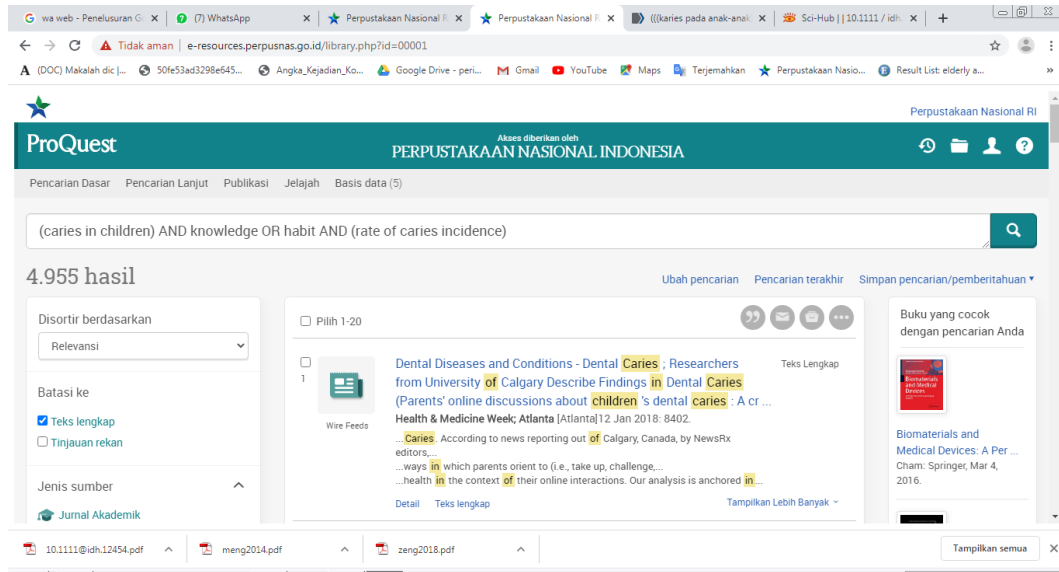 wa web - Penelusuran G
(7) WhatsApp
Perpustakaan Nasional R
Perpustakaan Nasional R
(((karies pada anak-anak
Sci-Hub | | 10.1111 / idh.
Tidak aman
e-resources.perpusnas.go.id/library.php?id=00001
(DOC) Makalah dic |...
50fe53ad3298e645...
Angka_Kejadian_Ko...
Google Drive - peri...
Gmail
YouTube
Maps
Terjemahkan
Perpustakaan Nasio...
Result List: elderly a...
Perpustakaan Nasional RI
ProQuest
Akses diberikan oleh
PERPUSTAKAAN NASIONAL INDONESIA
Pencarian Dasar
Pencarian Lanjut
Publikasi
Jelajah
Basis data (5)
(caries in children) AND knowledge OR habit AND (rate of caries incidence)
4.955 hasil
Ubah pencarian
Pencarian terakhir
Simpan pencarian/pemberitahuan
Disortir berdasarkan
Relevansi
Batasi ke
Teks lengkap
Tinjauan rekan
Jenis sumber
Jurnal Akademik
Pilih 1-20
1
Wire Feeds
Dental Diseases and Conditions - Dental Caries ; Researchers
from University of Calgary Describe Findings in Dental Caries
(Parents' online discussions about children 's dental caries : A cr ...
Teks Lengkap
Health & Medicine Week; Atlanta [Atlanta]12 Jan 2018: 8402.
...Caries. According to news reporting out of Calgary, Canada, by NewsRx
editors,...
...ways in which parents orient to (i.e., take up, challenge,...
...health in the context of their online interactions. Our analysis is anchored in...
Detail
Teks lengkap
Tampilkan Lebih Banyak
Buku yang cocok
dengan pencarian Anda
Biomaterials
and Medical
Devices
Biomaterials and
Medical Devices: A Per ...
Cham: Springer, Mar 4,
2016.
10.1111@idh.12454.pdf
meng2014.pdf
zeng2018.pdf
Tampilkan semua